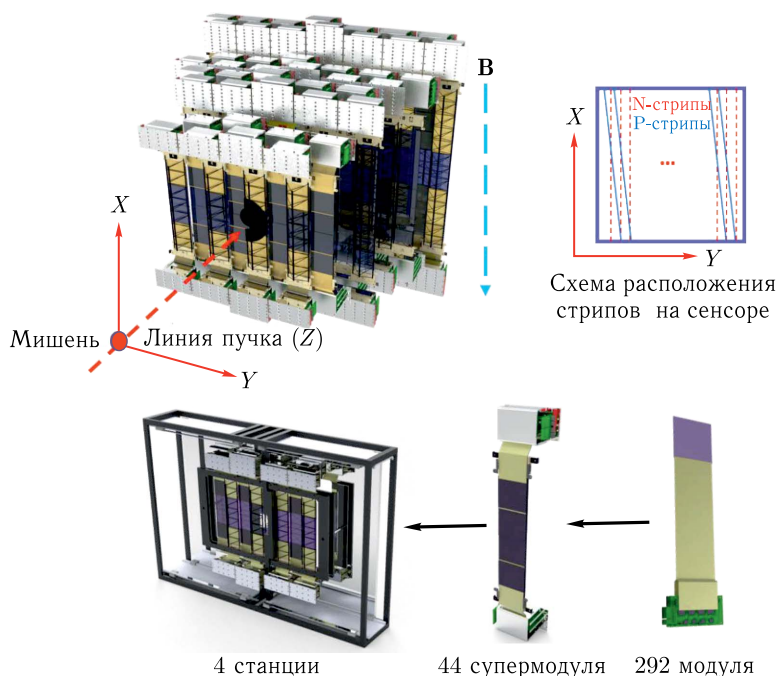 B
X
N-стрипы
P-стрипы
...
Y
Схема расположения
стрипов на сенсоре
X
Мишень
Линия пучка (Z)
Y
4 станции
44 супермодуля
292 модуля